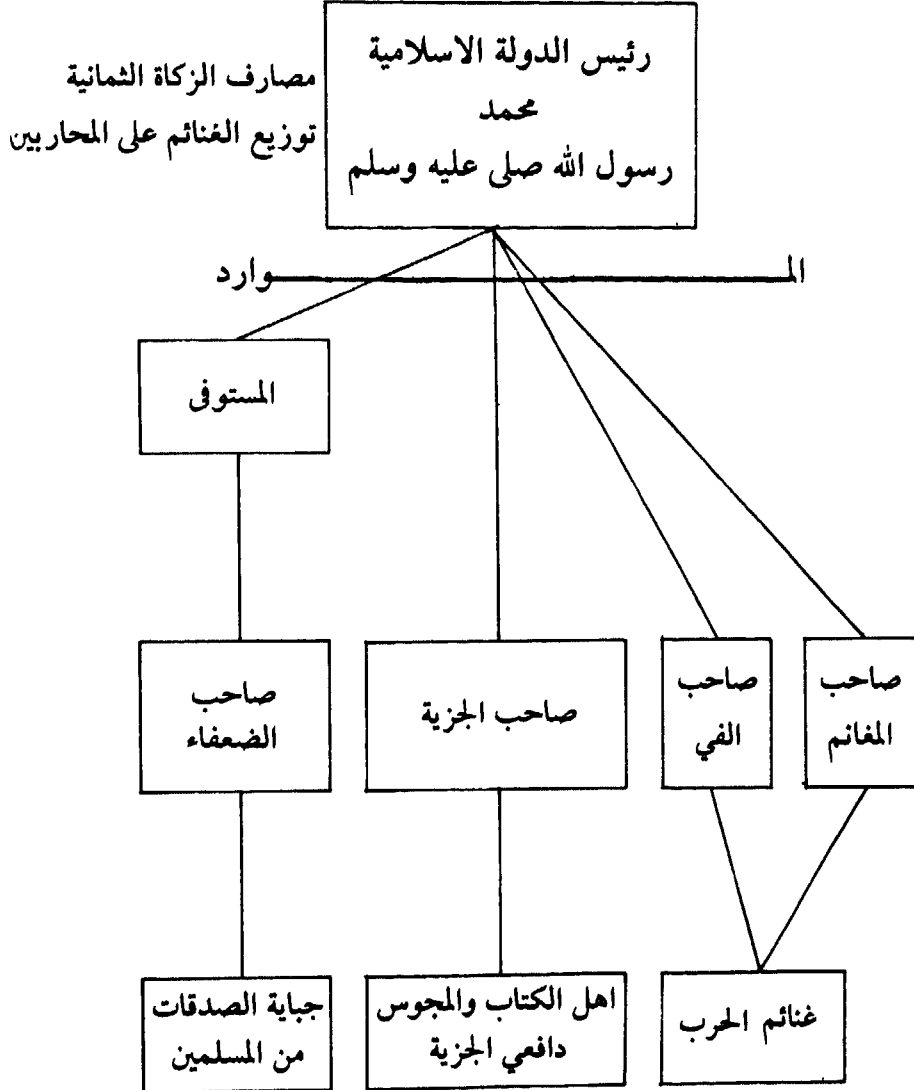 رئيس الدولة الاسلامية
محمد
رسول الله صلى عليه وسلم
مصارف الزكاة الثمانية
توزيع الغنائم على المحاربين
المـــوارد
المستوفى
صاحب
المغانم
صاحب
الفي
صاحب الجزية
صاحب
الضعفاء
غنائم الحرب
اهل الكتاب والمجوس
دافعي الجزية
جباية الصدقات
من المسلمين